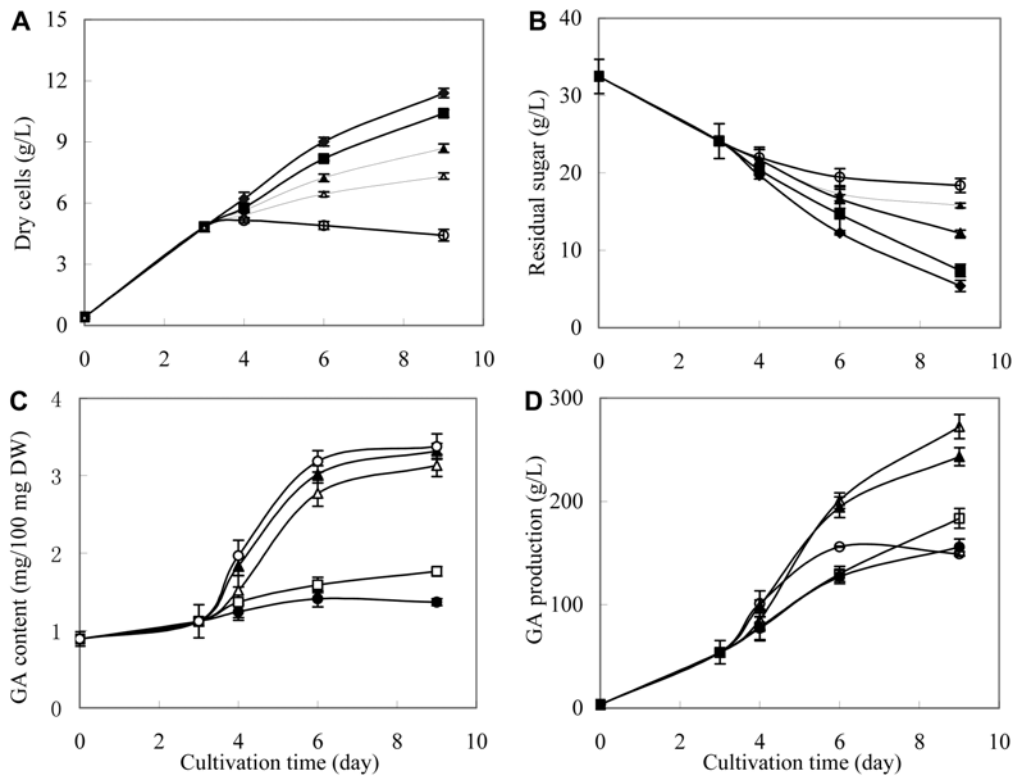 A
Dry cells (g/L)
15
12
9
6
3
0
0 2 4 6 8 10
B
Residual sugar (g/L)
40
30
20
10
0
0 2 4 6 8 10
C
GA content (mg/100 mg DW)
4
3
2
1
0
0 2 4 6 8 10
Cultivation time (day)
D
GA production (g/L)
300
200
100
0
0 2 4 6 8 10
Cultivation time (day)